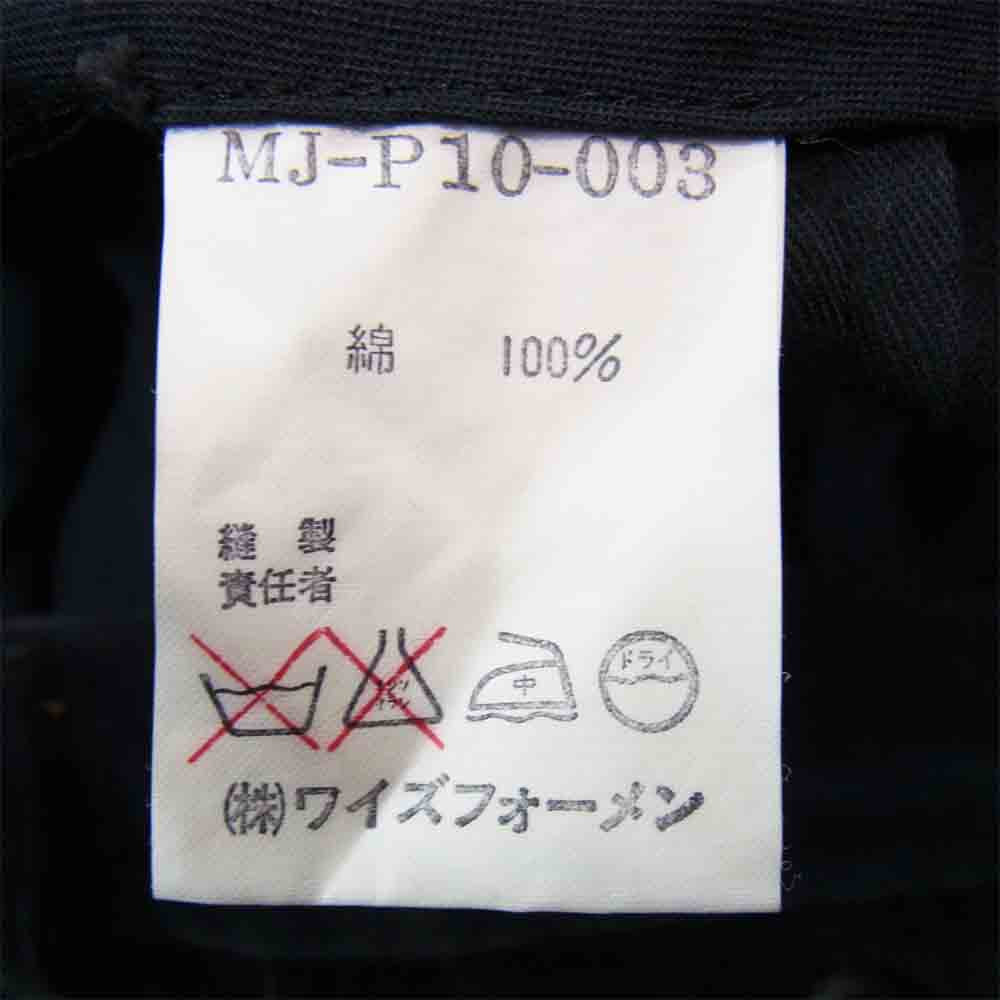 MJ-P10-003
綿 100%
縫製
責任者
中
ドライ
(株)ワイズフォーメン